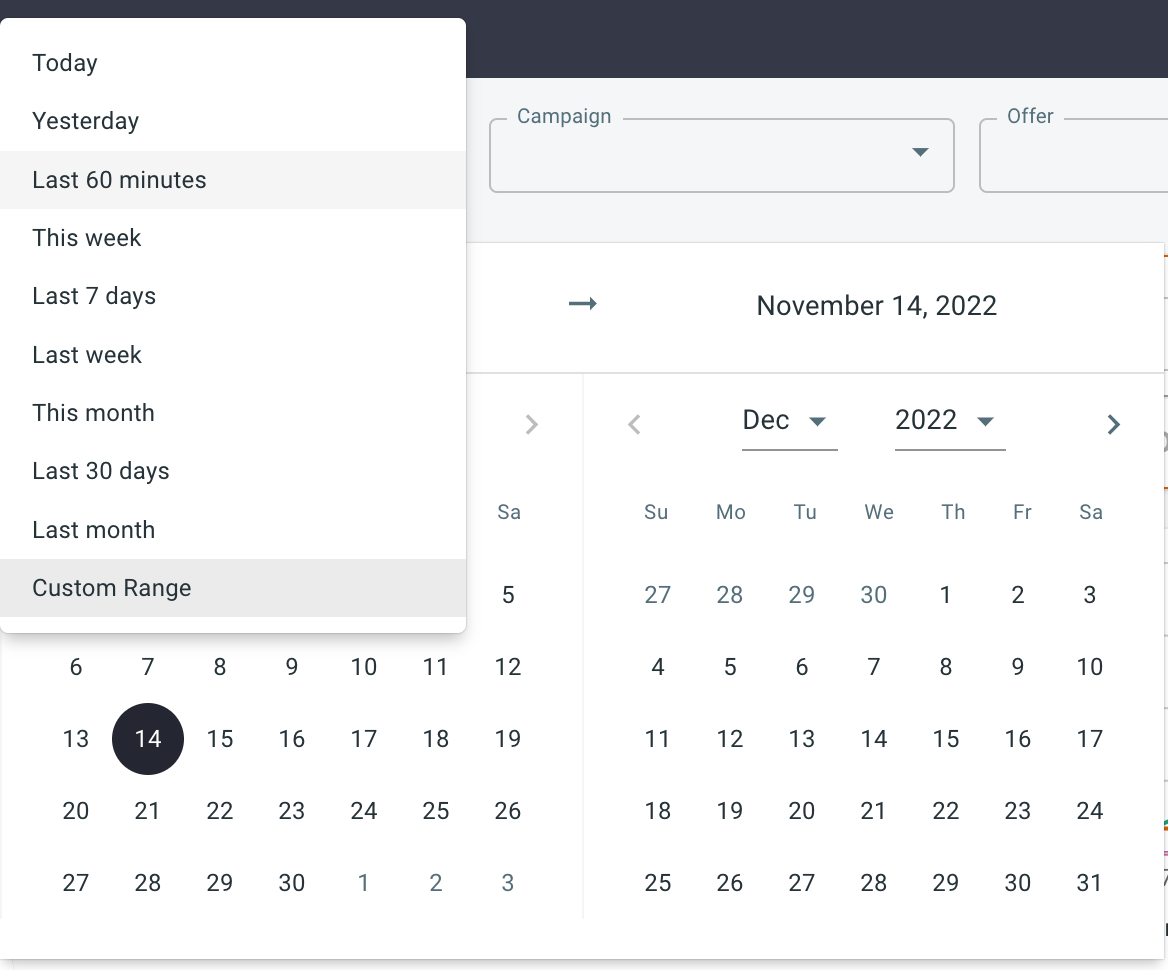 Today
Yesterday
Last 60 minutes
This week
Last 7 days
Last week
This month
Last 30 days
Last month
Custom Range
Campaign
Offer
November 14, 2022
Sa
5
6 7 8 9 10 11 12
13 14 15 16 17 18 19
20 21 22 23 24 25 26
27 28 29 30 1 2 3
Dec 2022
Su Mo Tu We Th Fr Sa
27 28 29 30 1 2 3
4 5 6 7 8 9 10
11 12 13 14 15 16 17
18 19 20 21 22 23 24
25 26 27 28 29 30 31